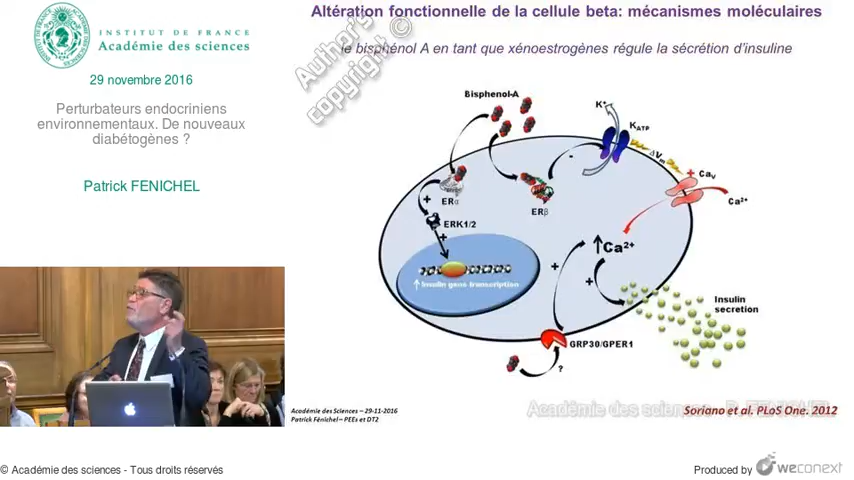 INSTITUT DE FRANCE
Académie des sciences
29 novembre 2016
Perturbateurs endocriniens
environnementaux. De nouveaux
diabétogènes ?
Patrick FENICHEL
Altération fonctionnelle de la cellule beta: mécanismes moléculaires
le bisphénol A en tant que xénoestrogènes régule la sécrétion d'insuline
Author's
copyright ©
Bisphenol-A
K+
KATP
ΔVm
+ CaV
Ca2+
-
ERα
ERβ
+
ERK1/2
+
↑Ca2+
↑ Insulin gene transcription
+
+
Insulin
secretion
GRP30/GPER1
?
Académie des Sciences – 29-11-2016
Patrick Fénichel – PEEs et DT2
Académie des sciences - P. FENICHEL
Soriano et al. PLoS One. 2012
© Académie des sciences - Tous droits réservés
Produced by weconext